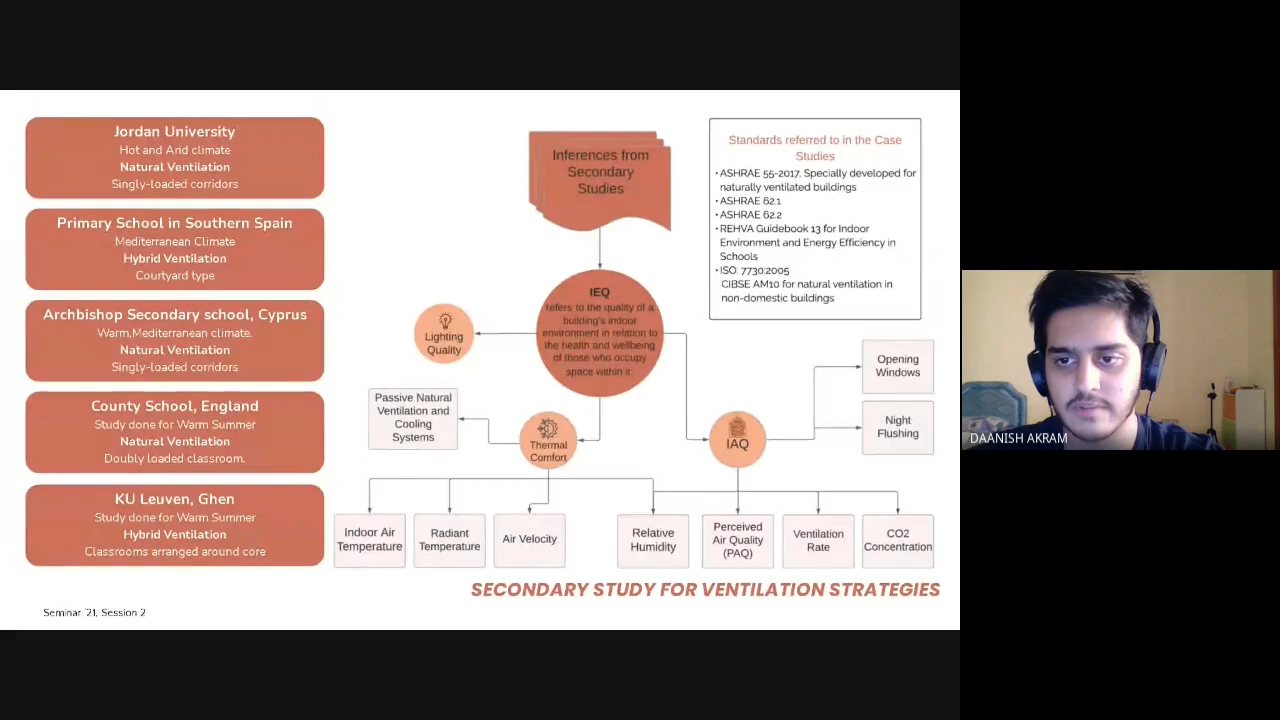 Jordan University
Hot and Arid climate
Natural Ventilation
Singly-loaded corridors
Primary School in Southern Spain
Mediterranean Climate
Hybrid Ventilation
Courtyard type
Archbishop Secondary school, Cyprus
Warm,Mediterranean climate.
Natural Ventilation
Singly-loaded corridors
County School, England
Study done for Warm Summer
Natural Ventilation
Doubly loaded classroom.
KU Leuven, Ghen
Study done for Warm Summer
Hybrid Ventilation
Classrooms arranged around core
Inferences from
Secondary
Studies
Standards referred to in the Case
Studies
• ASHRAE 55-2017. Specially developed for
naturally ventilated buildings
• ASHRAE 62.1
• ASHRAE 62.2
• REHVA Guidebook 13 for Indoor
Environment and Energy Efficiency in
Schools
• ISO: 7730:2005
CIBSE AM10 for natural ventilation in
non-domestic buildings
IEQ
refers to the quality of a
building's indoor
environment in relation to
the health and wellbeing
of those who occupy
space within it.
Lighting
Quality
Passive Natural
Ventilation and
Cooling
Systems
Thermal
Comfort
IAQ
Opening
Windows
Night
Flushing
Indoor Air
Temperature
Radiant
Temperature
Air Velocity
Relative
Humidity
Perceived
Air Quality
(PAQ)
Ventilation
Rate
CO2
Concentration
SECONDARY STUDY FOR VENTILATION STRATEGIES
Seminar '21, Session 2
DAANISH AKRAM